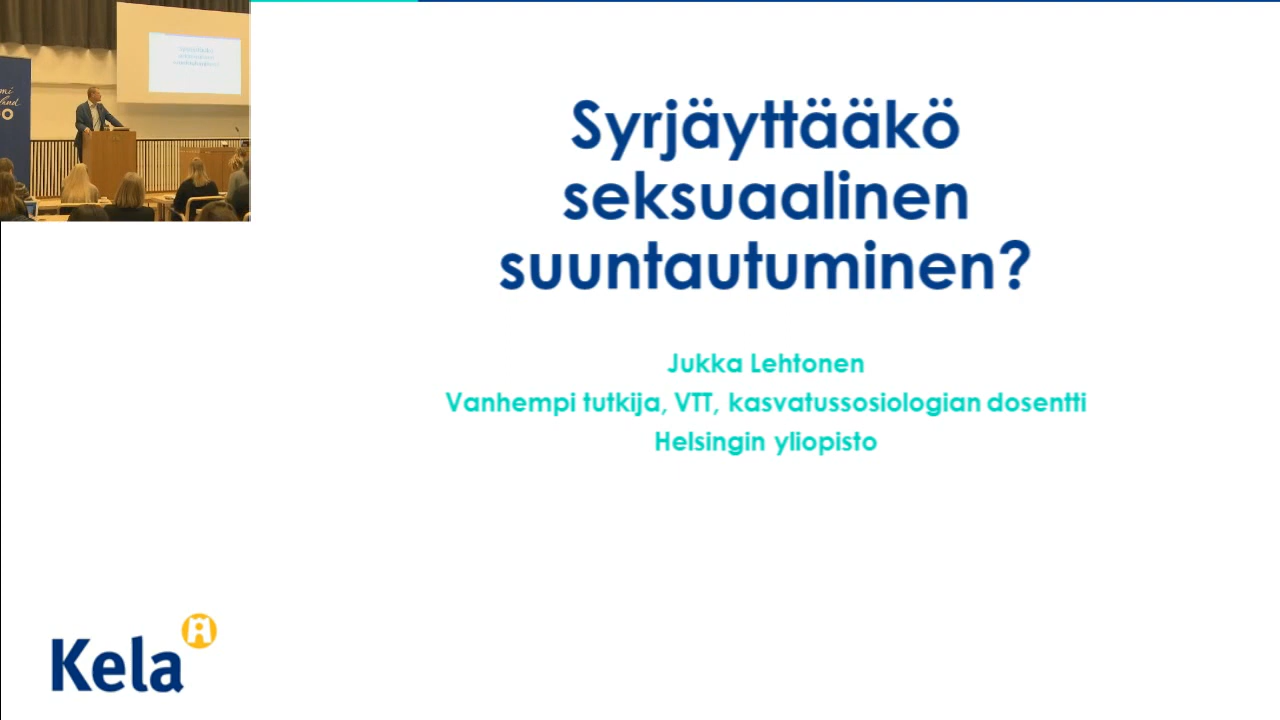 Syrjäyttääkö
seksuaalinen
suuntautuminen?
Jukka Lehtonen
Vanhempi tutkija, VTT, kasvatussosiologian dosentti
Helsingin yliopisto
Kela